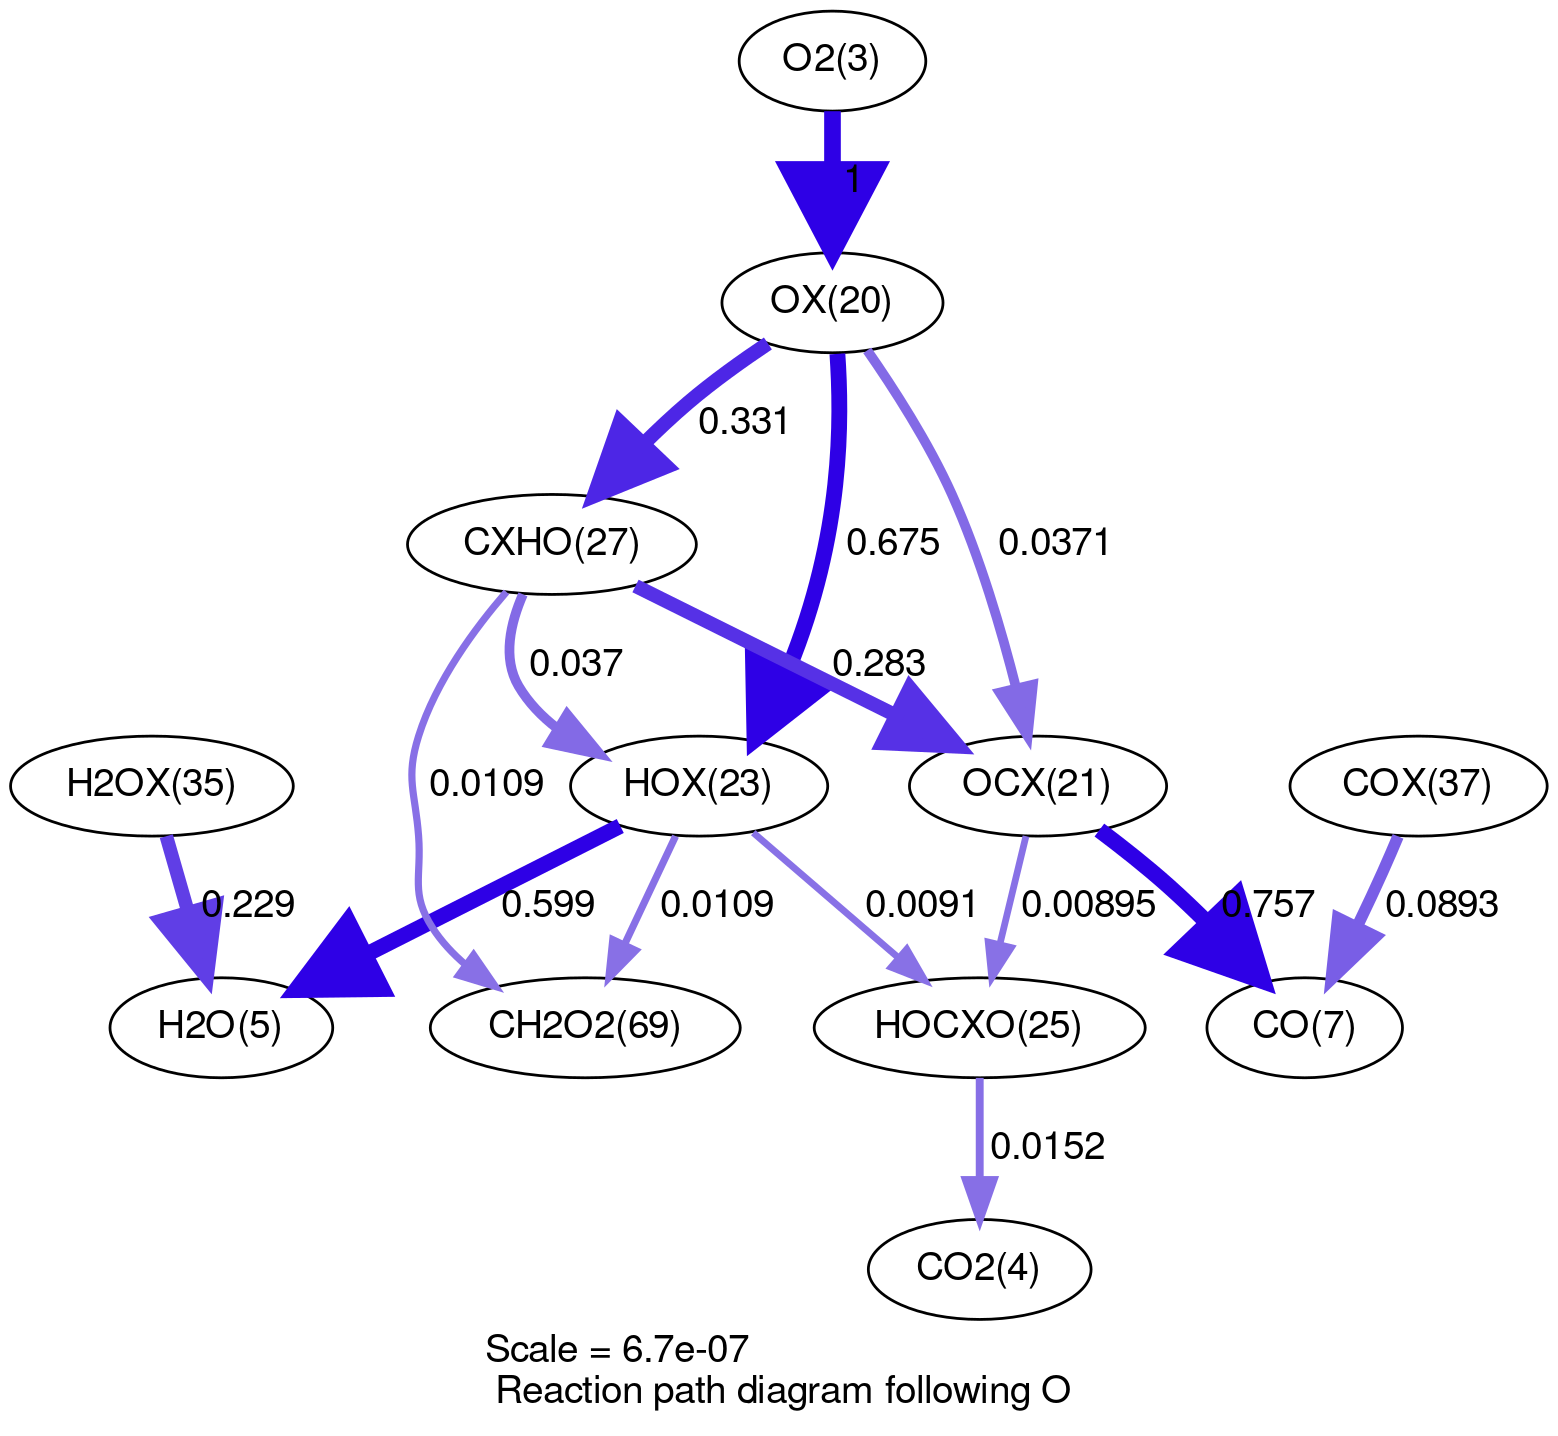 O2(3)
1
OX(20)
0.331
CXHO(27)
0.675
0.0371
0.037
0.283
H2OX(35)
0.0109
HOX(23)
OCX(21)
COX(37)
0.229
0.599
0.0109
0.0091
0.00895
0.757
0.0893
H2O(5)
CH2O2(69)
HOCXO(25)
CO(7)
0.0152
CO2(4)
Scale = 6.7e-07
Reaction path diagram following O